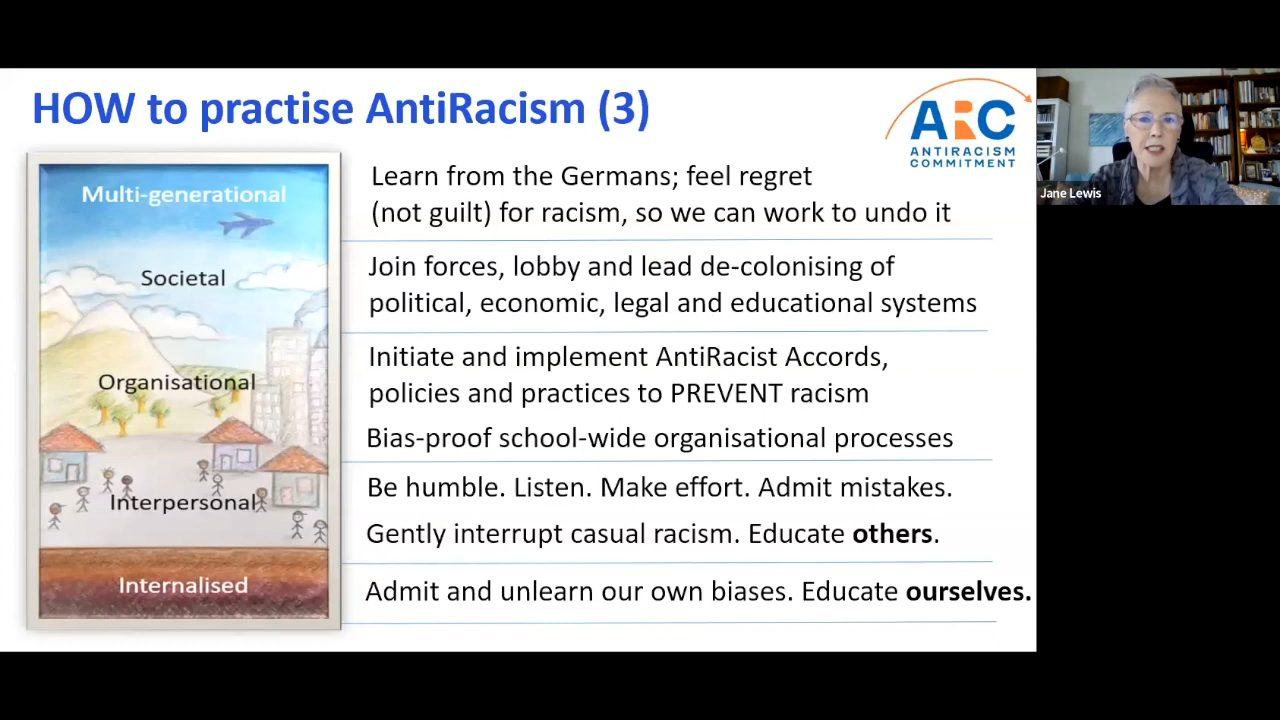 HOW to practise AntiRacism (3)
ARC
ANTIRACISM
COMMITMENT
Jane Lewis
Multi-generational
Learn from the Germans; feel regret
(not guilt) for racism, so we can work to undo it
Societal
Join forces, lobby and lead de-colonising of
political, economic, legal and educational systems
Organisational
Initiate and implement AntiRacist Accords,
policies and practices to PREVENT racism
Bias-proof school-wide organisational processes
Interpersonal
Be humble. Listen. Make effort. Admit mistakes.
Gently interrupt casual racism. Educate others.
Internalised
Admit and unlearn our own biases. Educate ourselves.